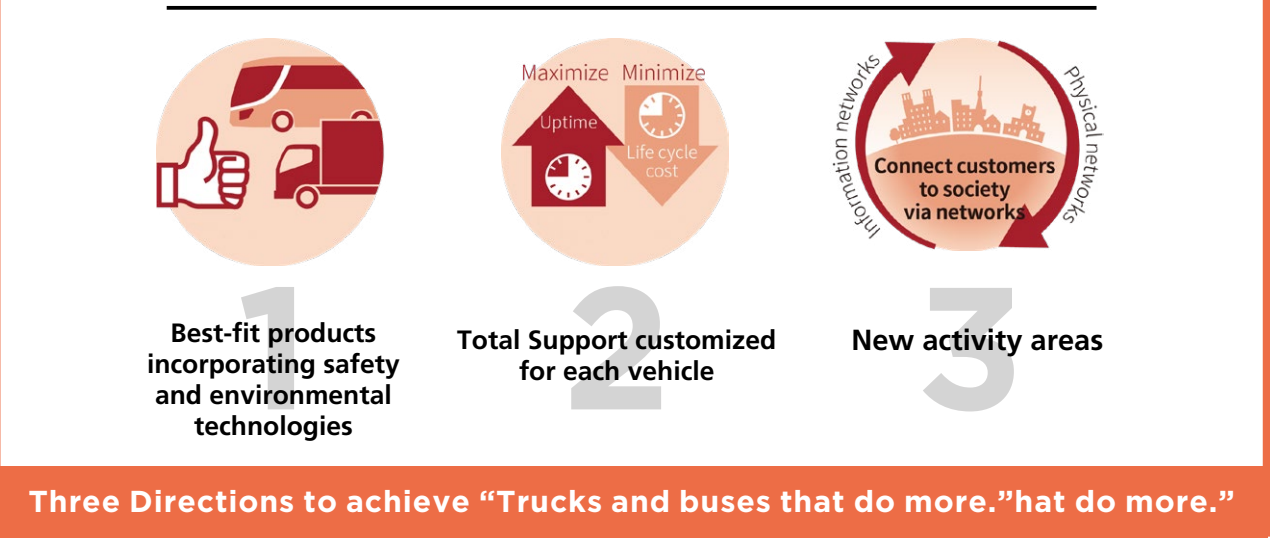 Maximize Minimize
Uptime
Life cycle
cost
Information networks
Physical networks
Connect customers
to society
via networks
1
Best-fit products
incorporating safety
and environmental
technologies
2
Total Support customized
for each vehicle
3
New activity areas
Three Directions to achieve “Trucks and buses that do more.”hat do more.”